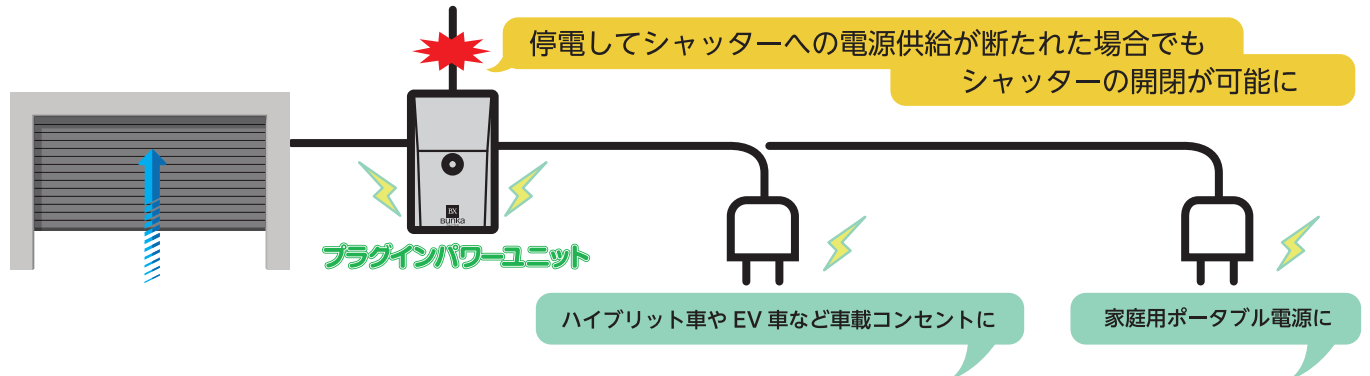 停電してシャッターへの電源供給が断たれた場合でも
シャッターの開閉が可能に
BX
BUNKA
プラグインパワーユニット
ハイブリット車や EV 車など車載コンセントに
家庭用ポータブル電源に